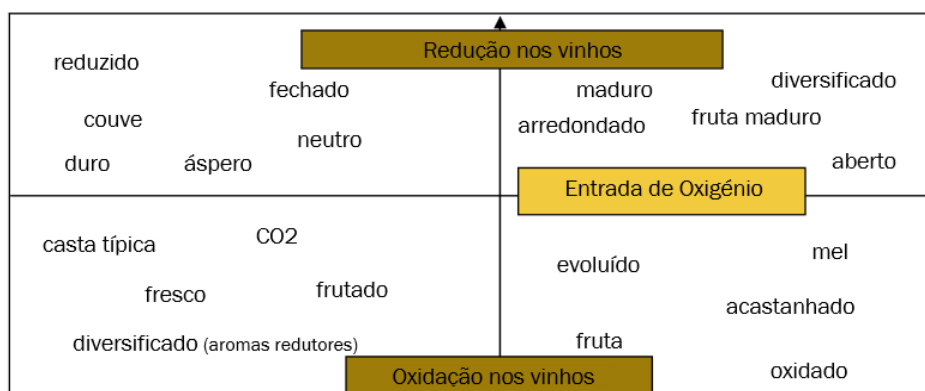 Redução nos vinhos
reduzido
fechado
couve
neutro
duro
áspero
maduro
diversificado
arredondado
fruta maduro
aberto
Entrada de Oxigénio
casta típica
CO2
fresco
frutado
diversificado (aromas redutores)
evoluído
mel
acastanhado
fruta
oxidado
Oxidação nos vinhos